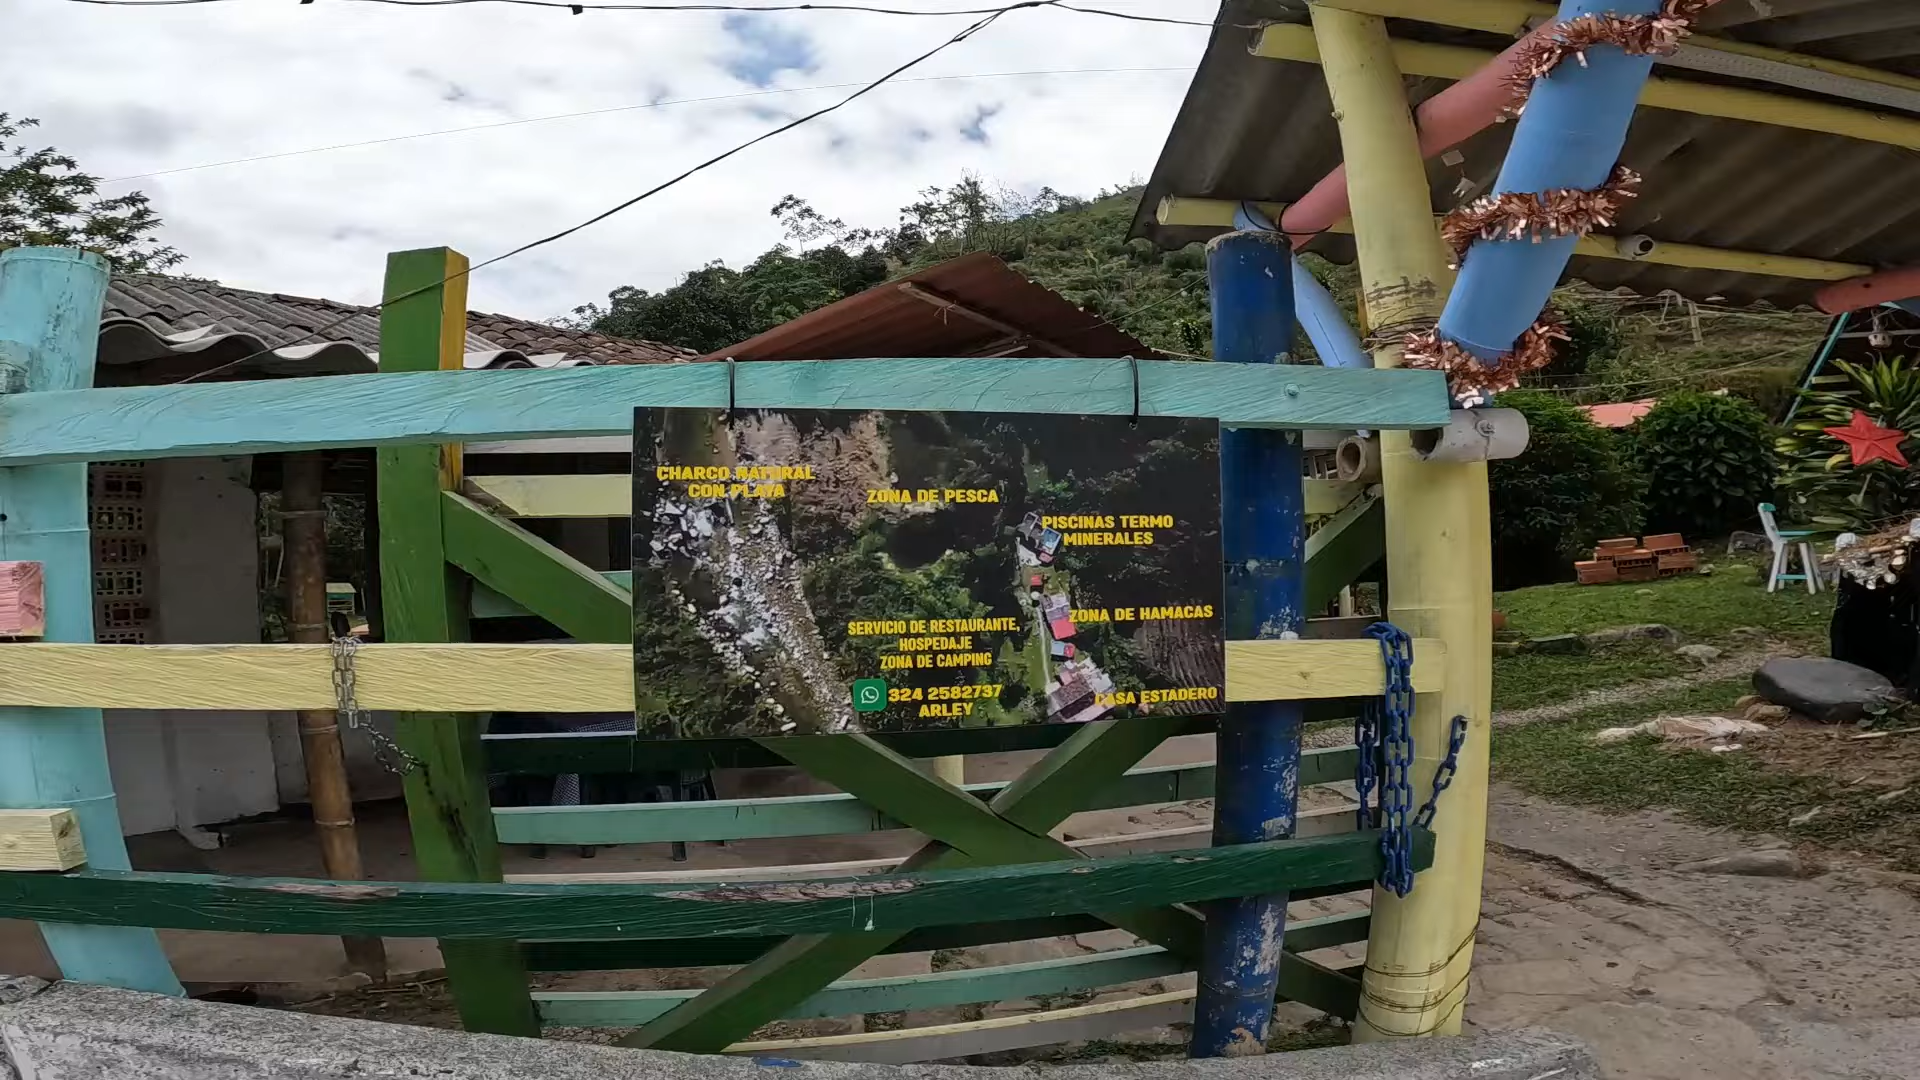 CHARCO NATURAL
CON PLAYA
ZONA DE PESCA
PISCINAS TERMO
MINERALES
ZONA DE HAMACAS
SERVICIO DE RESTAURANTE,
HOSPEDAJE
ZONA DE CAMPING
324 2582737
ARLEY
CASA ESTADERO